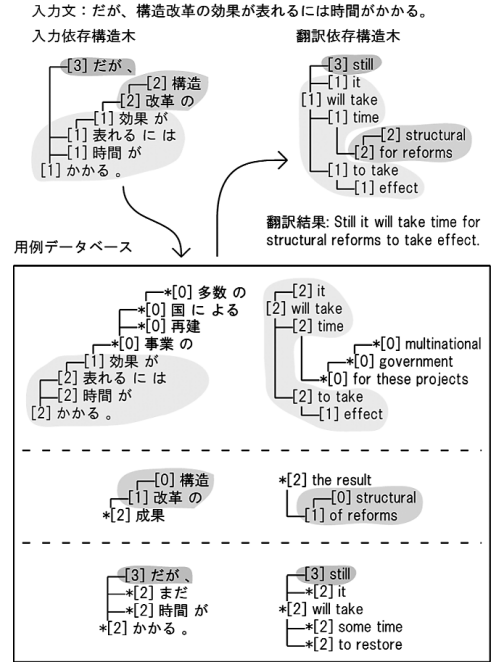 入力文：だが、構造改革の効果が表れるには時間がかかる。
入力依存構造木
[3] だが 、
[2] 構造
[2] 改革 の
[1] 効果 が
[1] 表れる に は
[1] 時間 が
[1] かかる 。
翻訳依存構造木
[3] still
[1] it
[1] will take
[1] time
[2] structural
[2] for reforms
[1] to take
[1] effect
翻訳結果: Still it will take time for
structural reforms to take effect.
用例データベース
*[0] 多数 の
*[0] 国 に よる
*[0] 再建
*[0] 事業 の
[1] 効果 が
[2] 表れる に は
[2] 時間 が
[2] かかる 。
[2] it
[2] will take
[2] time
*[0] multinational
*[0] government
*[0] for these projects
[2] to take
[1] effect
[0] 構造
[1] 改革 の
*[2] 成果
*[2] the result
[0] structural
[1] of reforms
[3] だが 、
*[2] まだ
*[2] 時間 が
*[2] かかる 。
[3] still
*[2] it
*[2] will take
*[2] some time
*[2] to restore